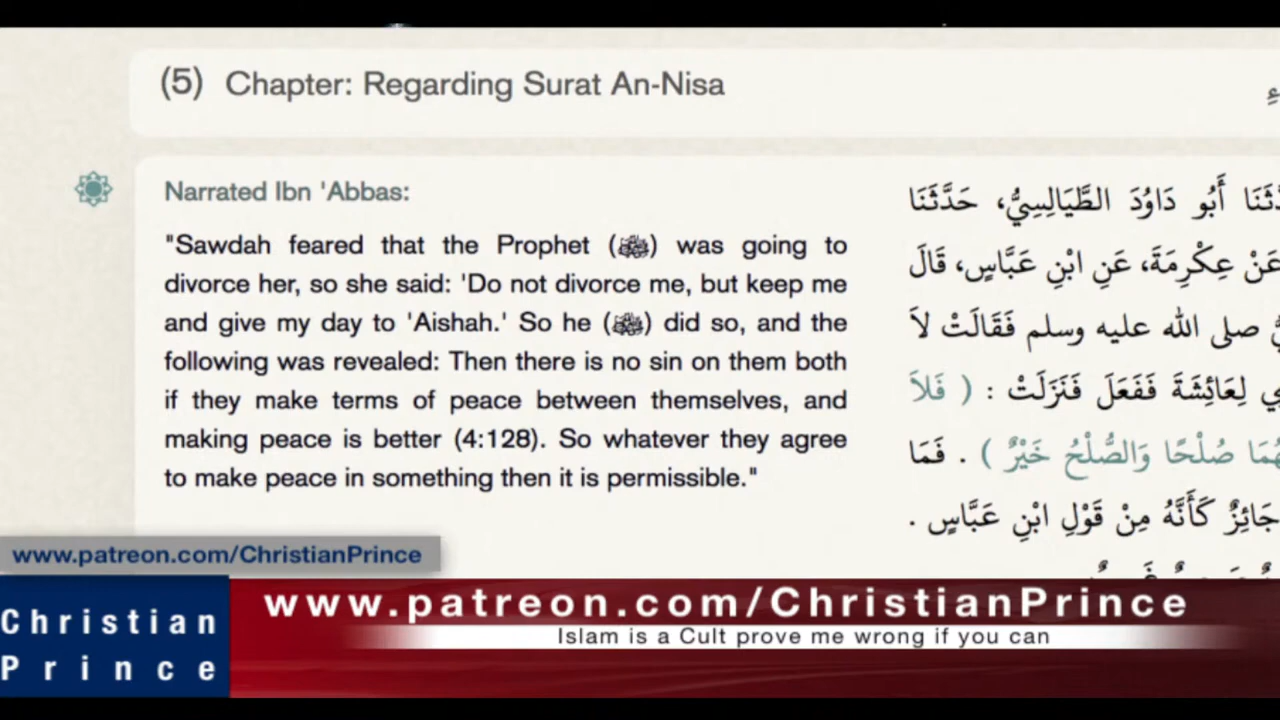 (5) Chapter: Regarding Surat An-Nisa
Narrated Ibn 'Abbas:
"Sawdah feared that the Prophet (ﷺ) was going to
divorce her, so she said: 'Do not divorce me, but keep me
and give my day to 'Aishah.' So he (ﷺ) did so, and the
following was revealed: Then there is no sin on them both
if they make terms of peace between themselves, and
making peace is better (4:128). So whatever they agree
to make peace in something then it is permissible."
أَبُو دَاوُدَ الطَّيَالِسِيُّ، حَدَّثَنَا
عَنْ عِكْرِمَةَ، عَنِ ابْنِ عَبَّاسٍ، قَالَ
صلى الله عليه وسلم فَقَالَتْ لاَ
لِعَائِشَةَ فَفَعَلَ فَنَزَلَتْ : ( فَلاَ
صُلْحًا وَالصُّلْحُ خَيْرٌ ) . فَمَا
جَائِزٌ كَأَنَّهُ مِنْ قَوْلِ ابْنِ عَبَّاسٍ .
www.patreon.com/ChristianPrince
Christian
Prince
www.patreon.com/ChristianPrince
Islam is a Cult prove me wrong if you can